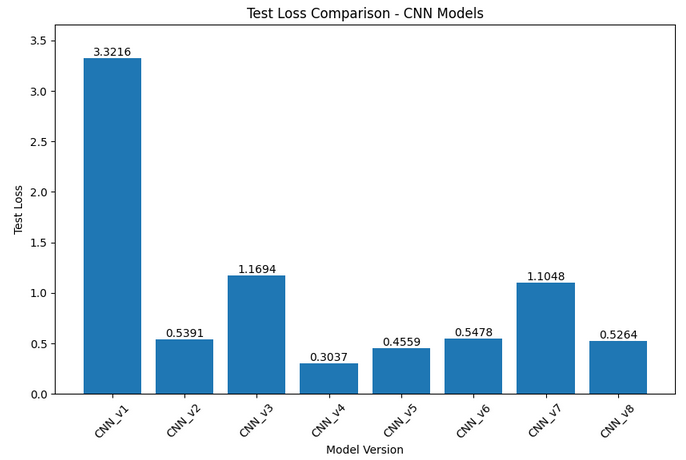 Test Loss Comparison - CNN Models
3.5
3.0
2.5
2.0
1.5
1.0
0.5
0.0
Test Loss
3.3216
0.5391
1.1694
0.3037
0.4559
0.5478
1.1048
0.5264
CNN_v1
CNN_v2
CNN_v3
CNN_v4
CNN_v5
CNN_v6
CNN_v7
CNN_v8
Model Version